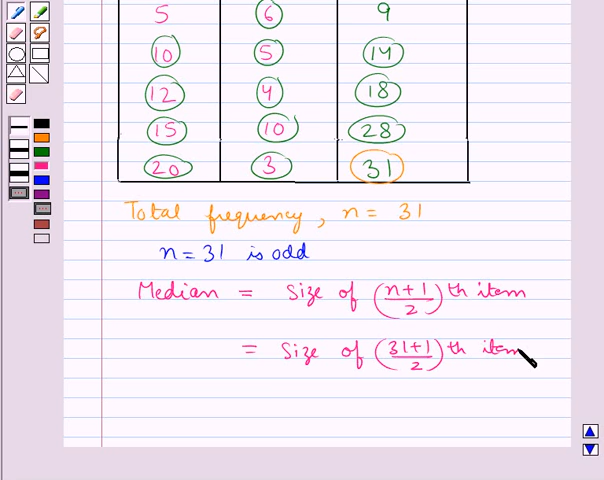 5 6 9
10 5 14
12 4 18
15 10 28
20 3 31
Total frequency, n = 31
n = 31 is odd
Median = Size of (n+1/2)th item
= Size of (31+1/2)th item